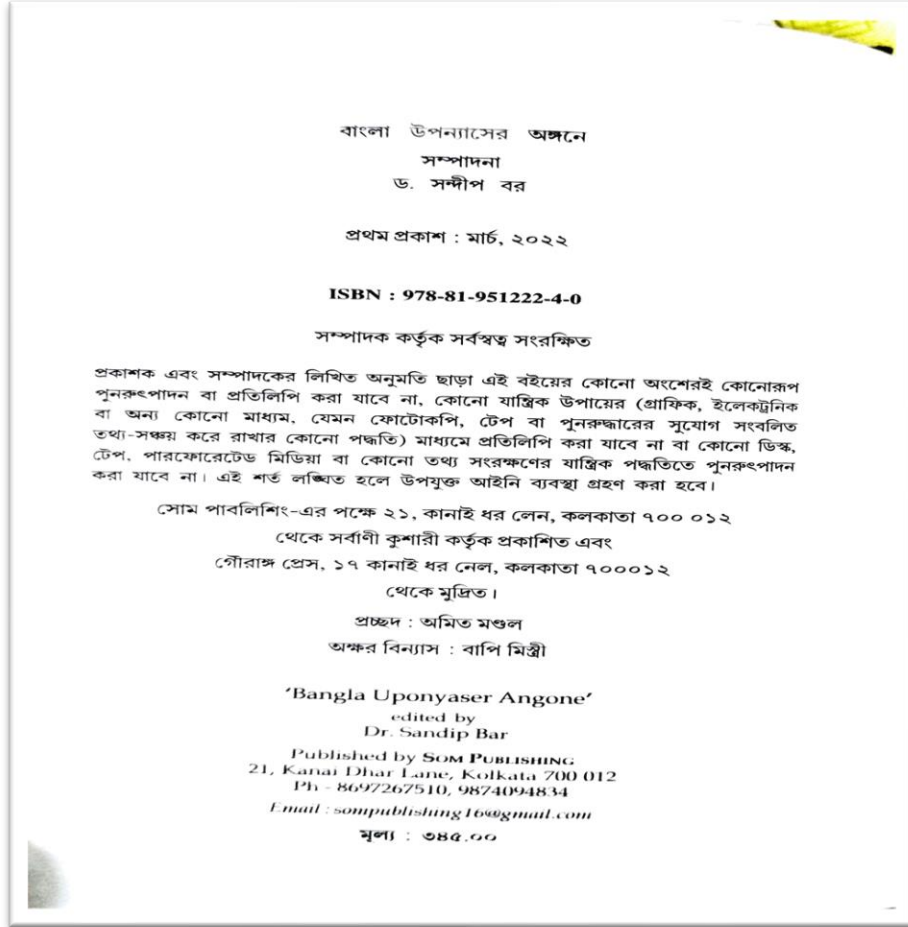 বাংলা উপন্যাসের অঙ্গনে
সম্পাদনা
ড. সন্দীপ বর
প্রথম প্রকাশ : মার্চ, ২০২২
ISBN : 978-81-951222-4-0
সম্পাদক কর্তৃক সর্বস্বত্ব সংরক্ষিত
প্রকাশক এবং সম্পাদকের লিখিত অনুমতি ছাড়া এই বইয়ের কোনো অংশেরই কোনোরূপ
পুনরুৎপাদন বা প্রতিলিপি করা যাবে না, কোনো যান্ত্রিক উপায়ের (গ্রাফিক, ইলেকট্রনিক
বা অন্য কোনো মাধ্যম, যেমন ফোটোকপি, টেপ বা পুনরুদ্ধারের সুযোগ সংবলিত
তথ্য-সঞ্চয় করে রাখার কোনো পদ্ধতি) মাধ্যমে প্রতিলিপি করা যাবে না বা কোনো ডিস্ক,
টেপ, পারফোরেটেড মিডিয়া বা কোনো তথ্য সংরক্ষণের যান্ত্রিক পদ্ধতিতে পুনরুৎপাদন
করা যাবে না। এই শর্ত লঙ্ঘিত হলে উপযুক্ত আইনি ব্যবস্থা গ্রহণ করা হবে।
সোম পাবলিশিং-এর পক্ষে ২১, কানাই ধর লেন, কলকাতা ৭০০ ০১২
থেকে সর্বাণী কুশারী কর্তৃক প্রকাশিত এবং
গৌরাঙ্গ প্রেস, ১৭ কানাই ধর নেল, কলকাতা ৭০০০১২
থেকে মুদ্রিত।
প্রচ্ছদ : অমিত মণ্ডল
অক্ষর বিন্যাস : বাপি মিস্ত্রী
'Bangla Uponyaser Angone'
edited by
Dr. Sandip Bar
Published by SOM PUBLISHING
21, Kanai Dhar Lane, Kolkata 700 012
Ph - 8697267510, 9874094834
Email : sompublishing16@gmail.com
মূল্য : ৩৪৫.০০